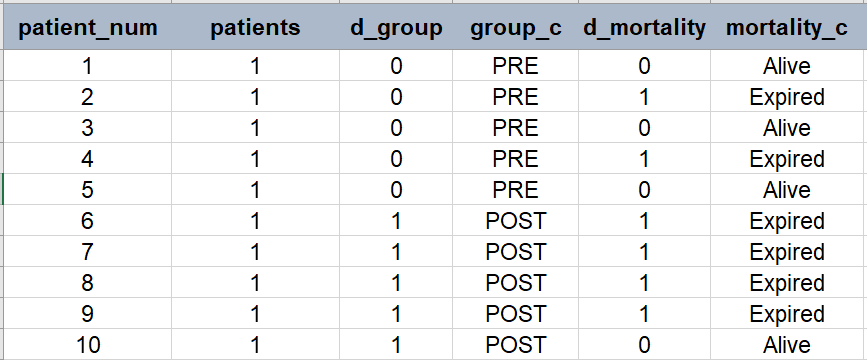 patient_num patients d_group group_c d_mortality mortality_c
1 1 0 PRE 0 Alive
2 1 0 PRE 1 Expired
3 1 0 PRE 0 Alive
4 1 0 PRE 1 Expired
5 1 0 PRE 0 Alive
6 1 1 POST 1 Expired
7 1 1 POST 1 Expired
8 1 1 POST 1 Expired
9 1 1 POST 1 Expired
10 1 1 POST 0 Alive